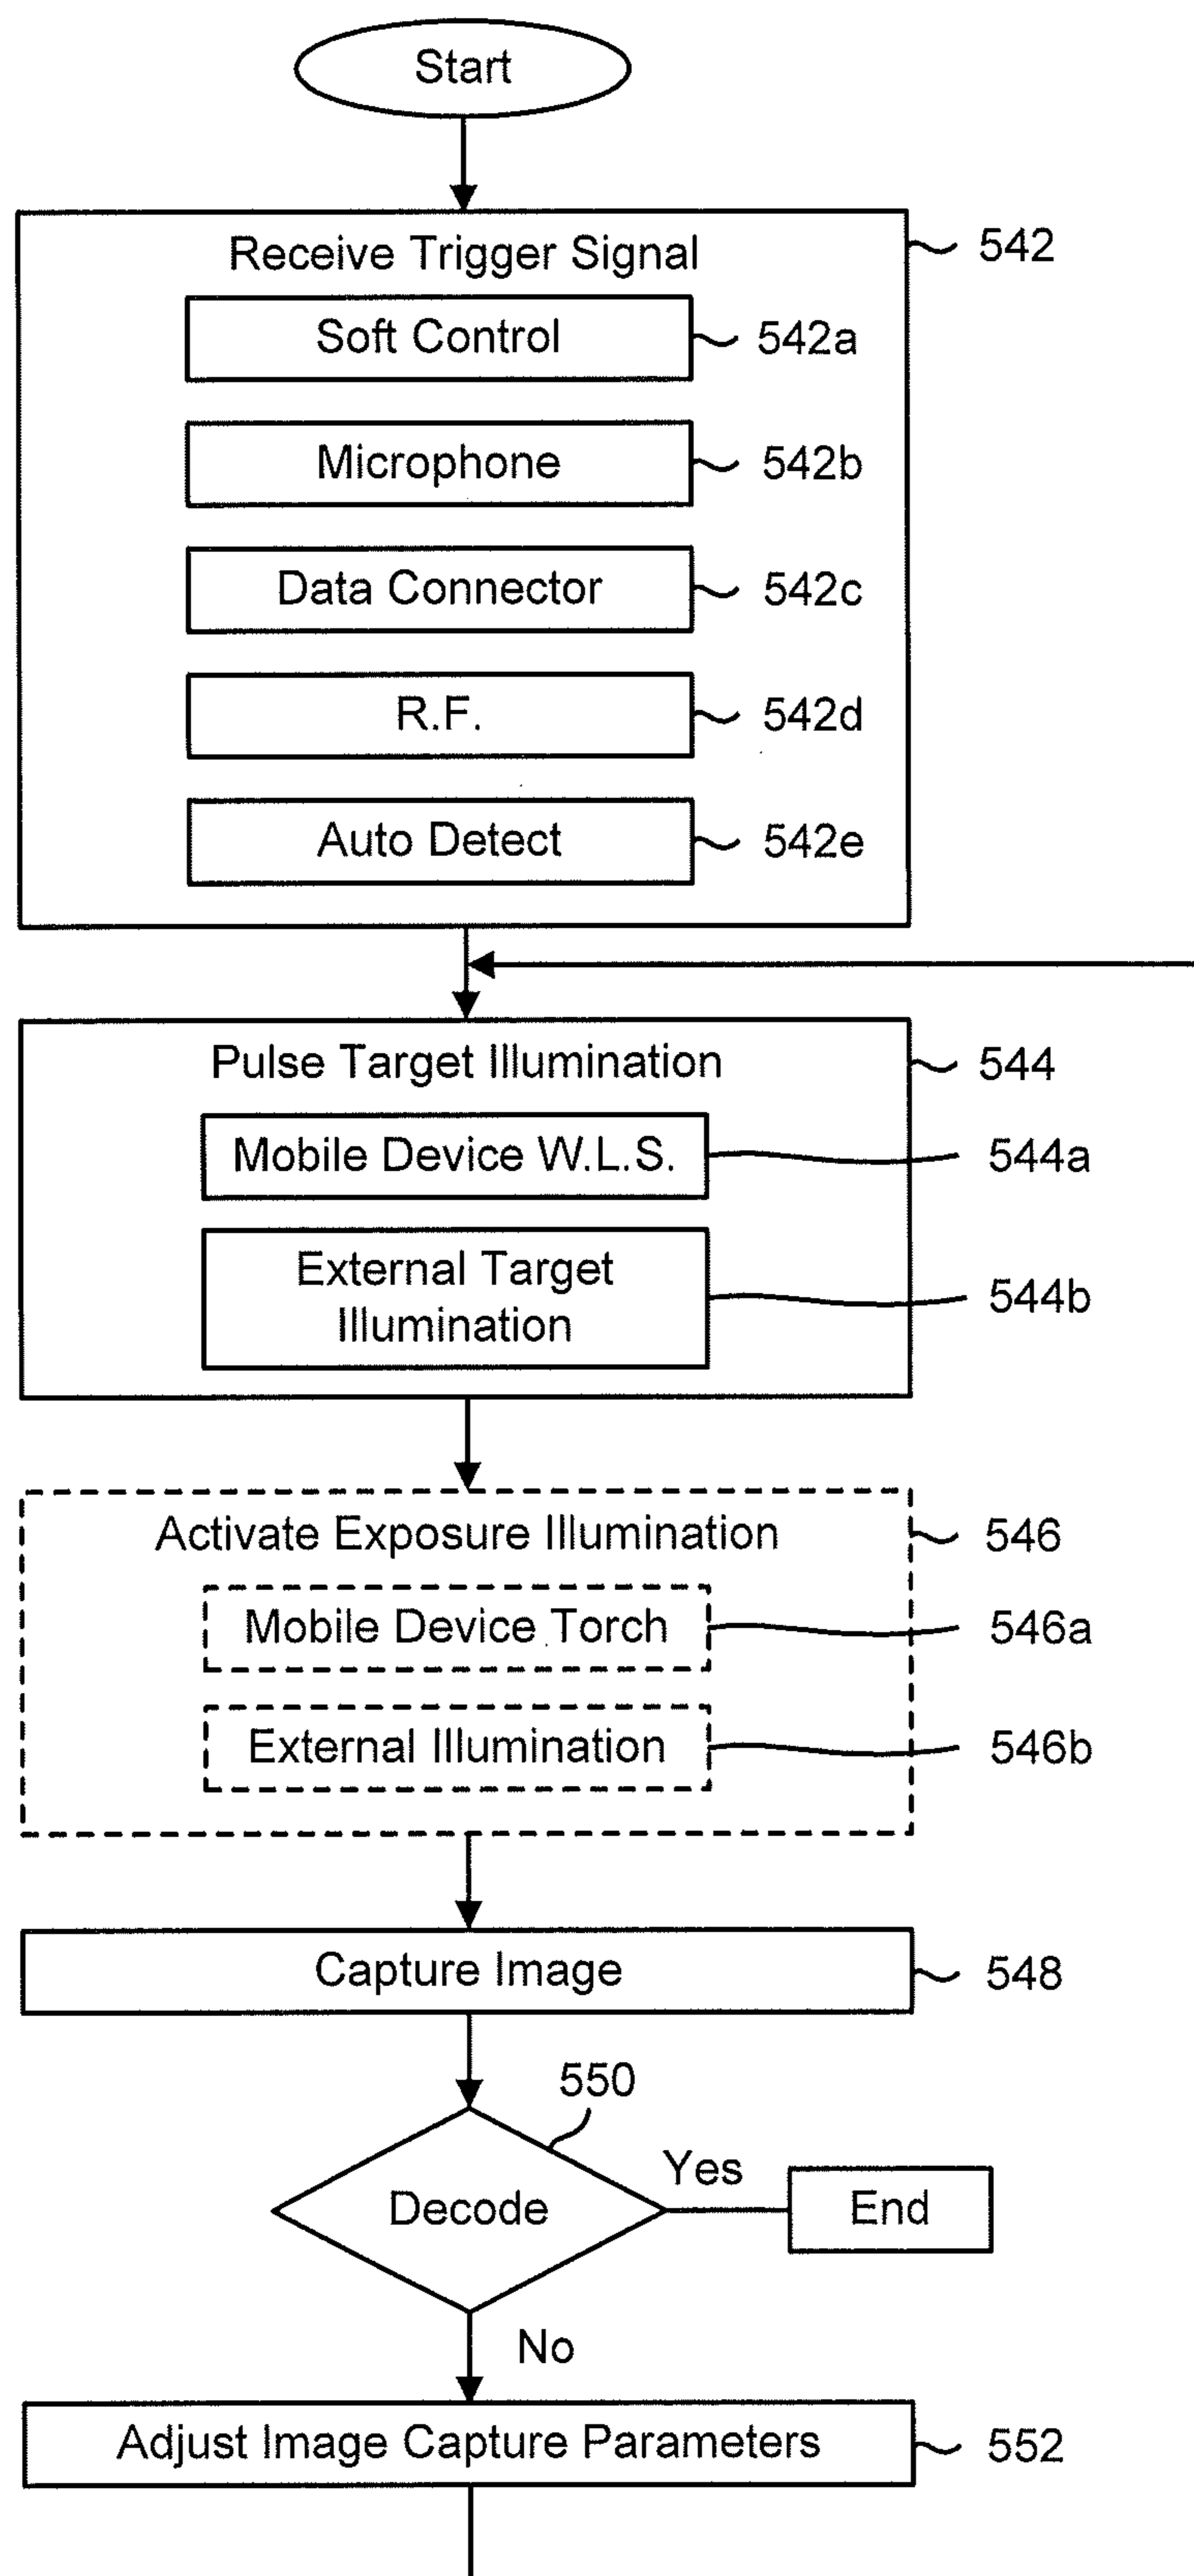 Start
Receive Trigger Signal
542
Soft Control
542a
Microphone
542b
Data Connector
542c
R.F.
542d
Auto Detect
542e
Pulse Target Illumination
544
Mobile Device W.L.S.
544a
External Target
Illumination
544b
Activate Exposure Illumination
546
Mobile Device Torch
546a
External Illumination
546b
Capture Image
548
550
Decode
Yes
End
No
Adjust Image Capture Parameters
552